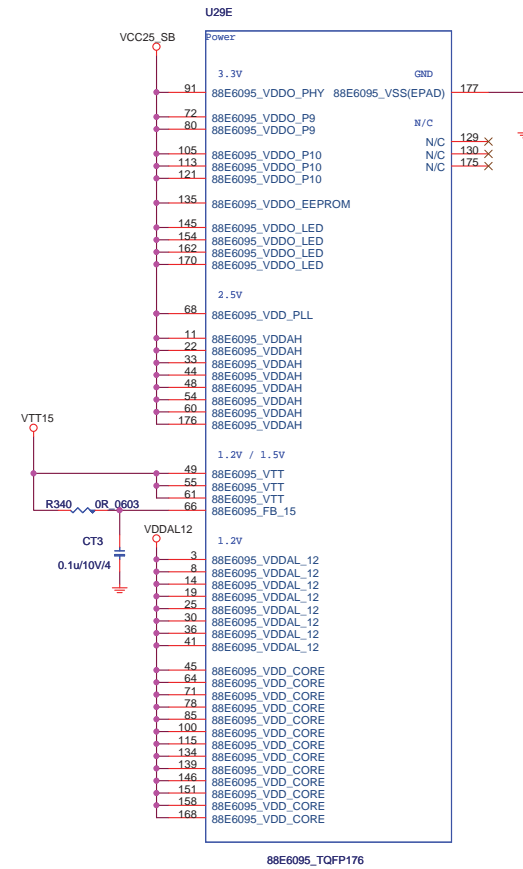 U29E
VCC25_SB
Power
3.3V GND
91 88E6095_VDDO_PHY 88E6095_VSS(EPAD) 177
72 88E6095_VDDO_P9
80 88E6095_VDDO_P9
N/C
N/C 129
105 88E6095_VDDO_P10 N/C 130
113 88E6095_VDDO_P10 N/C 175
121 88E6095_VDDO_P10
135 88E6095_VDDO_EEPROM
145 88E6095_VDDO_LED
154 88E6095_VDDO_LED
162 88E6095_VDDO_LED
170 88E6095_VDDO_LED
2.5V
68 88E6095_VDD_PLL
11 88E6095_VDDAH
22 88E6095_VDDAH
33 88E6095_VDDAH
44 88E6095_VDDAH
48 88E6095_VDDAH
54 88E6095_VDDAH
60 88E6095_VDDAH
176 88E6095_VDDAH
VTT15
1.2V / 1.5V
49 88E6095_VTT
55 88E6095_VTT
61 88E6095_VTT
R340 0R_0603 66 88E6095_FB_15
VDDAL12
CT3
0.1u/10V/4
1.2V
3 88E6095_VDDAL_12
8 88E6095_VDDAL_12
14 88E6095_VDDAL_12
19 88E6095_VDDAL_12
25 88E6095_VDDAL_12
30 88E6095_VDDAL_12
36 88E6095_VDDAL_12
41 88E6095_VDDAL_12
45 88E6095_VDD_CORE
64 88E6095_VDD_CORE
71 88E6095_VDD_CORE
78 88E6095_VDD_CORE
85 88E6095_VDD_CORE
100 88E6095_VDD_CORE
115 88E6095_VDD_CORE
134 88E6095_VDD_CORE
139 88E6095_VDD_CORE
146 88E6095_VDD_CORE
151 88E6095_VDD_CORE
158 88E6095_VDD_CORE
168 88E6095_VDD_CORE
88E6095_TQFP176